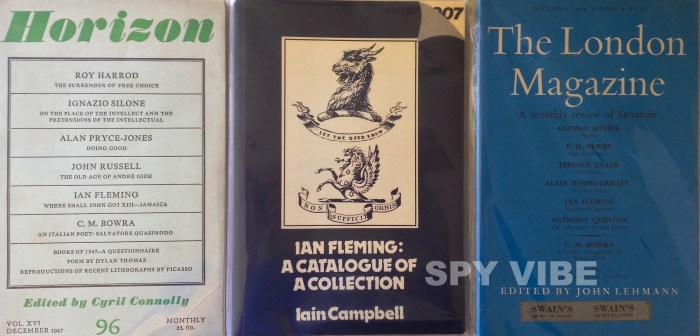 Horizon
ROY HARROD
THE SURRENDER OF FREE CHOICE
IGNAZIO SILONE
ON THE PLACE OF THE INTELLECT AND THE
PRETENSIONS OF THE INTELLECTUAL
ALAN PRYCE-JONES
DOING GOOD
JOHN RUSSELL
THE OLD AGE OF ANDRÉ GIDE
IAN FLEMING
WHERE SHALL JOHN GO? XIII—JAMAICA
C. M. BOWRA
AN ITALIAN POET: SALVATORE QUASIMODO
BOOKS OF 1947—A QUESTIONNAIRE
POEM BY DYLAN THOMAS
REPRODUCTIONS OF RECENT LITHOGRAPHS BY PICASSO
Edited by Cyril Connolly
VOL. XVI
DECEMBER 1947
96
MONTHLY
2s. 6D.
007
LET THE DEED SHAW
NON SUFFICIT ORBIS
IAN FLEMING:
A CATALOGUE OF
A COLLECTION
Iain Campbell
The London
Magazine
A monthly review of literature
GEORGE SEFERIS
P. H. NEWBY
TERENCE TILLER
ALAIN ROBBE-GRILLET
IAN FLEMING
ANTHONY QUINTON
C. M. BOWRA
EDITED BY JOHN LEHMANN
SWAIN'S
SWAIN'S
SPY VIBE